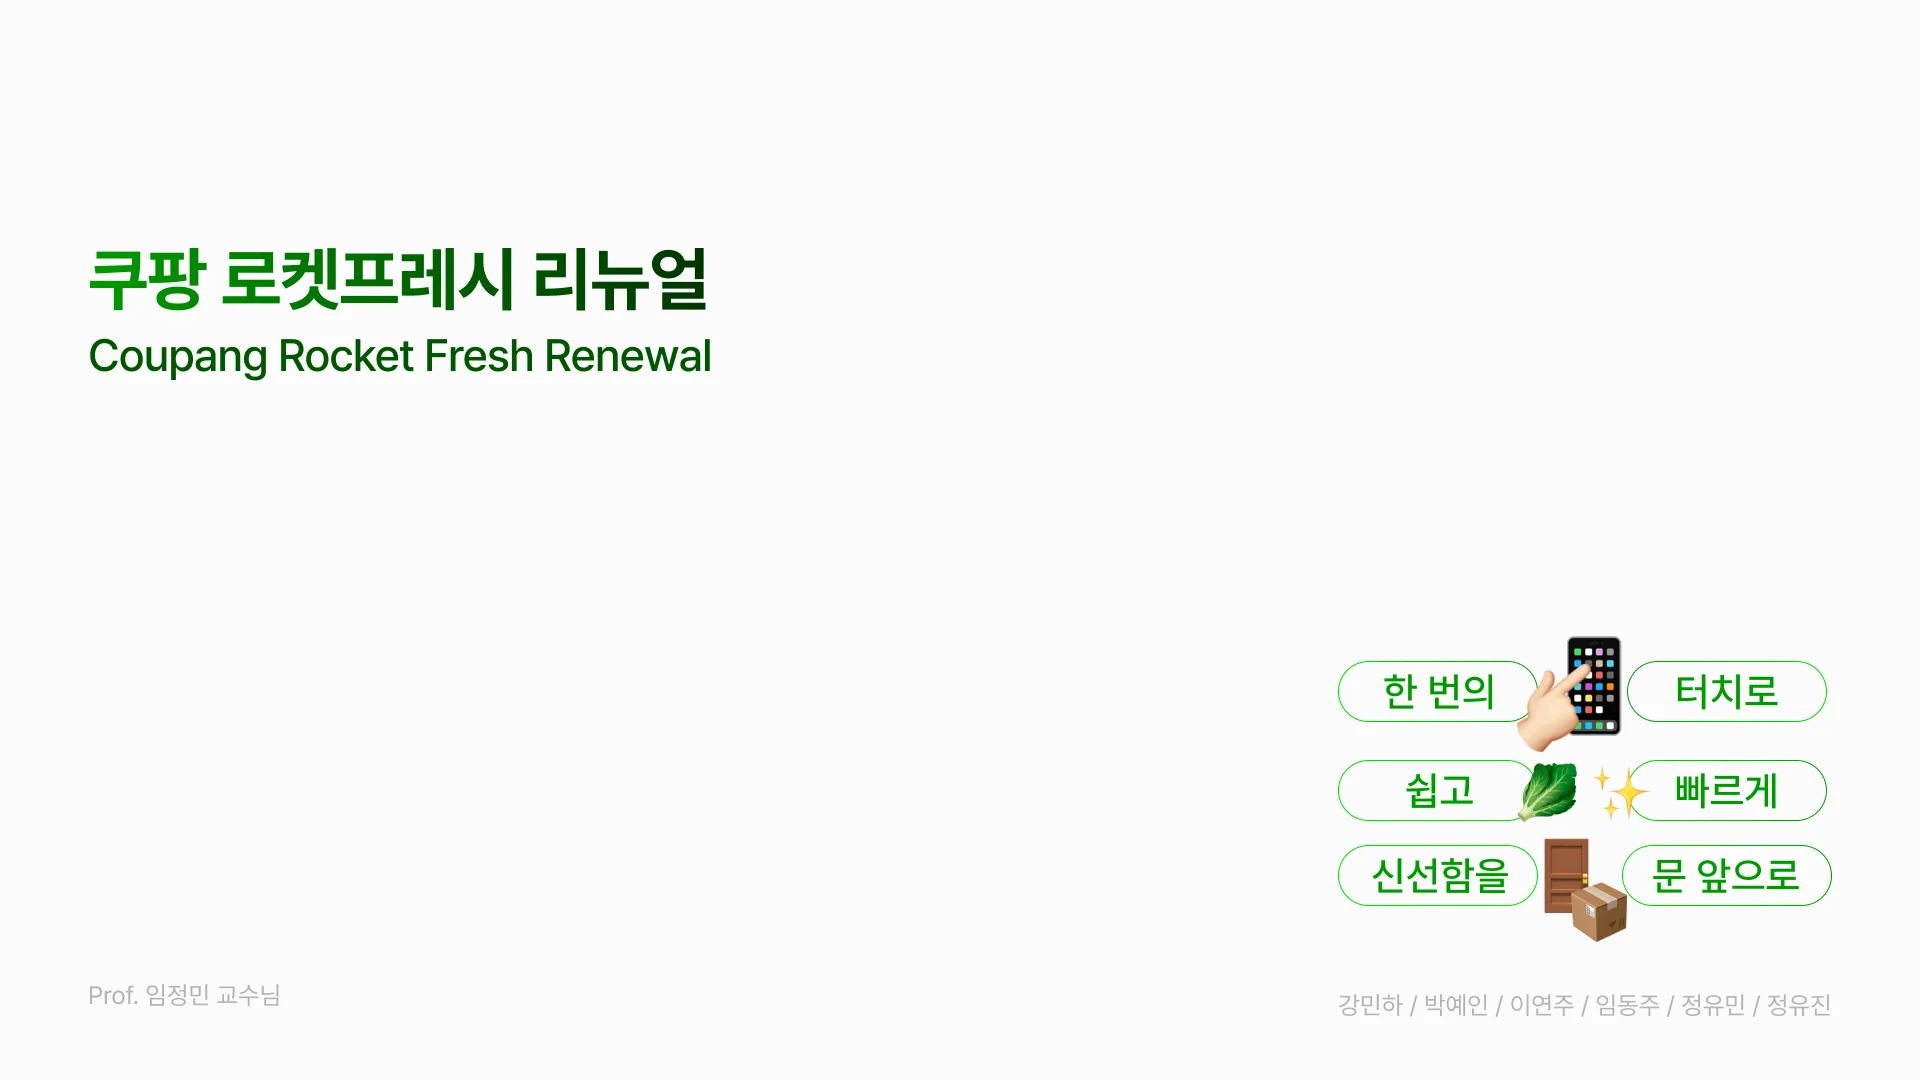 쿠팡 로켓프레시 리뉴얼
Coupang Rocket Fresh Renewal
한 번의 터치로
쉽고 빠르게
신선함을 문 앞으로
Prof. 임정민 교수님
강민하 / 박예인 / 이연주 / 임동주 / 정유민 / 정유진